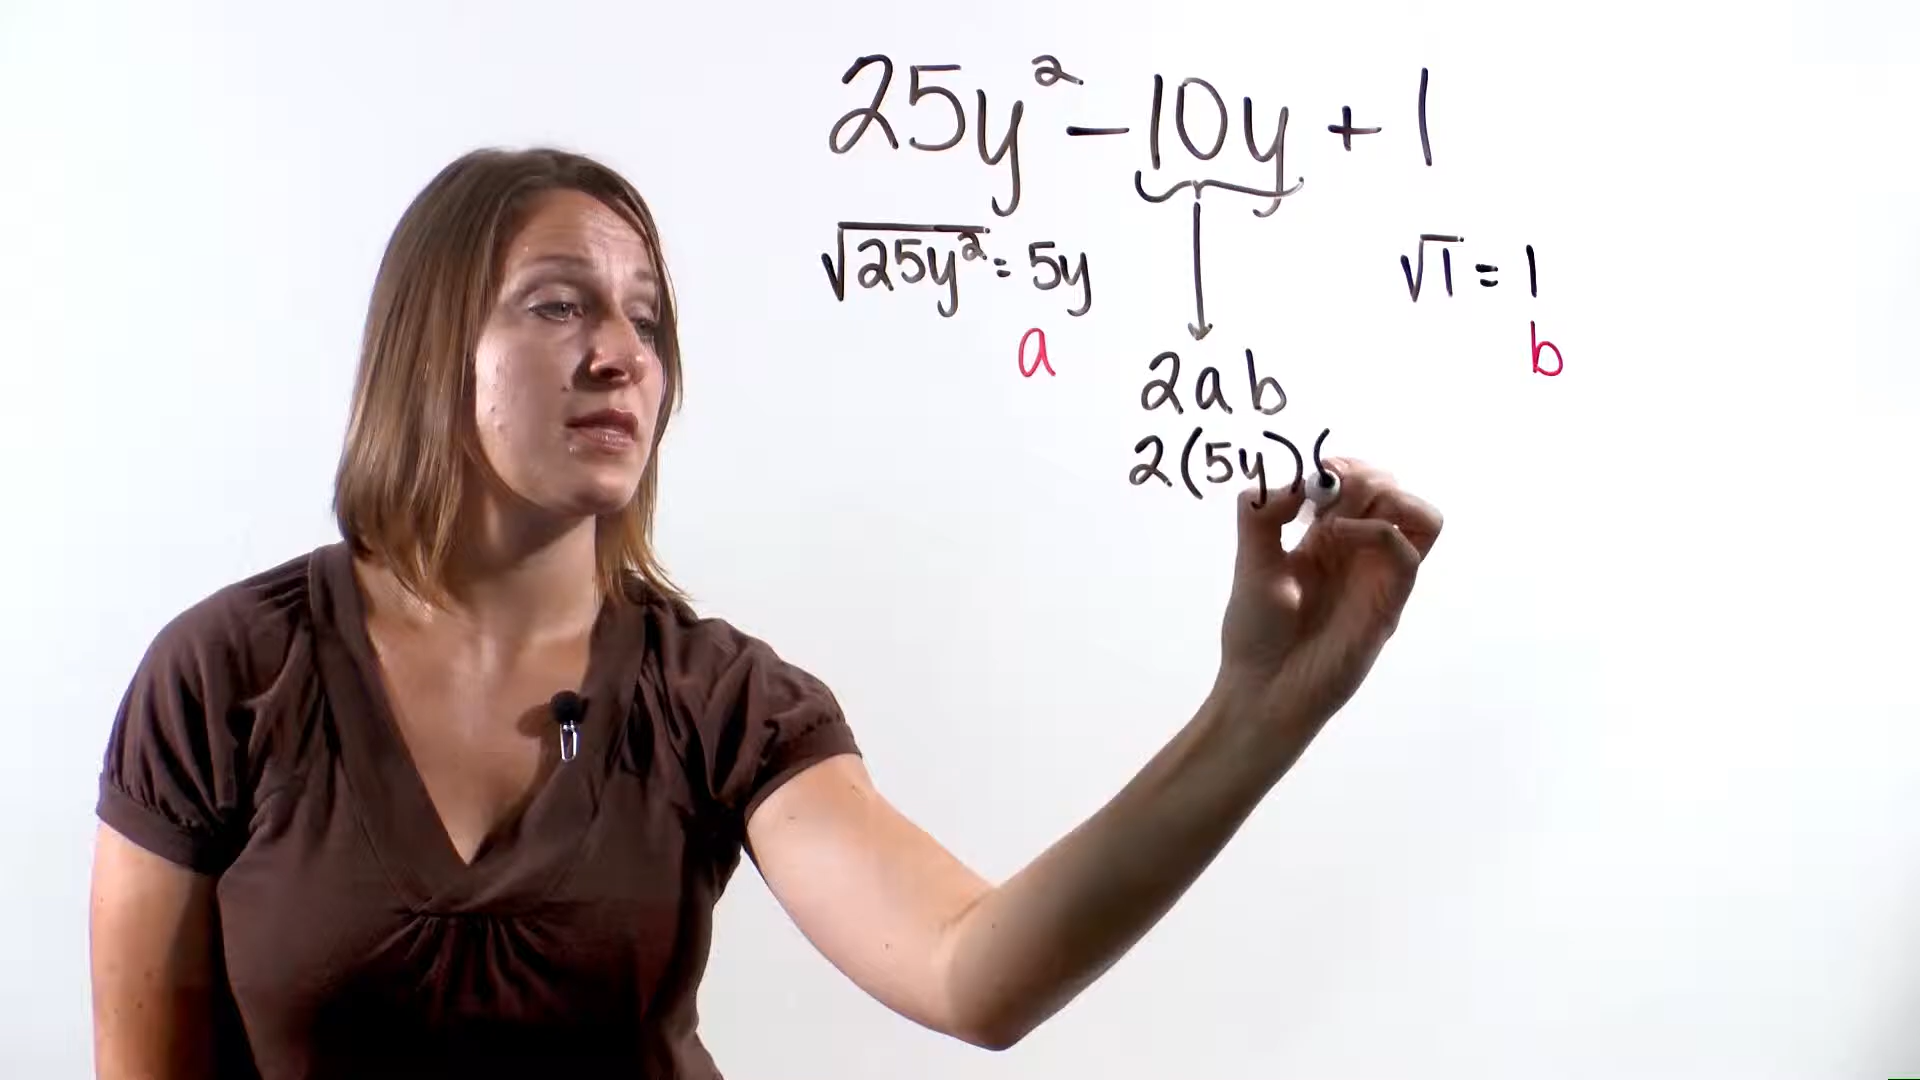 25y² - 10y + 1
√25y² = 5y √1 = 1
a b
2ab
2(5y)(